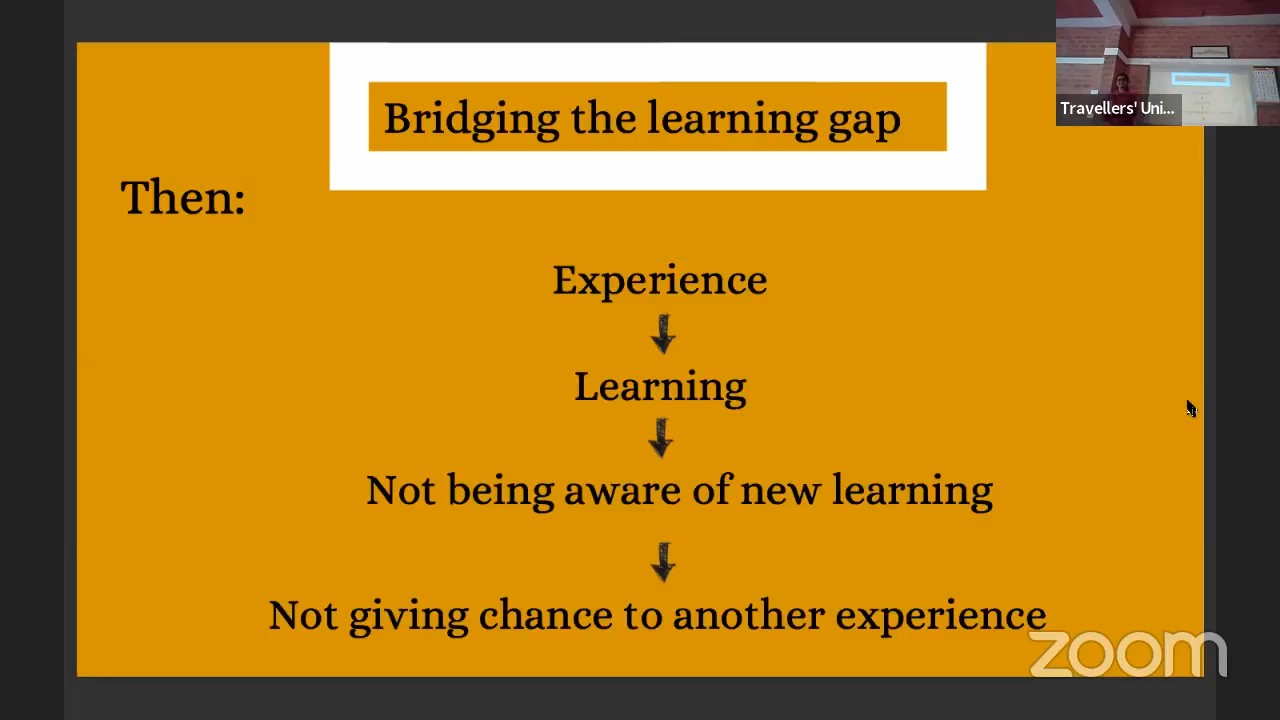 Bridging the learning gap
Travellers' Uni...
Then:
Experience
Learning
Not being aware of new learning
Not giving chance to another experience
zoom